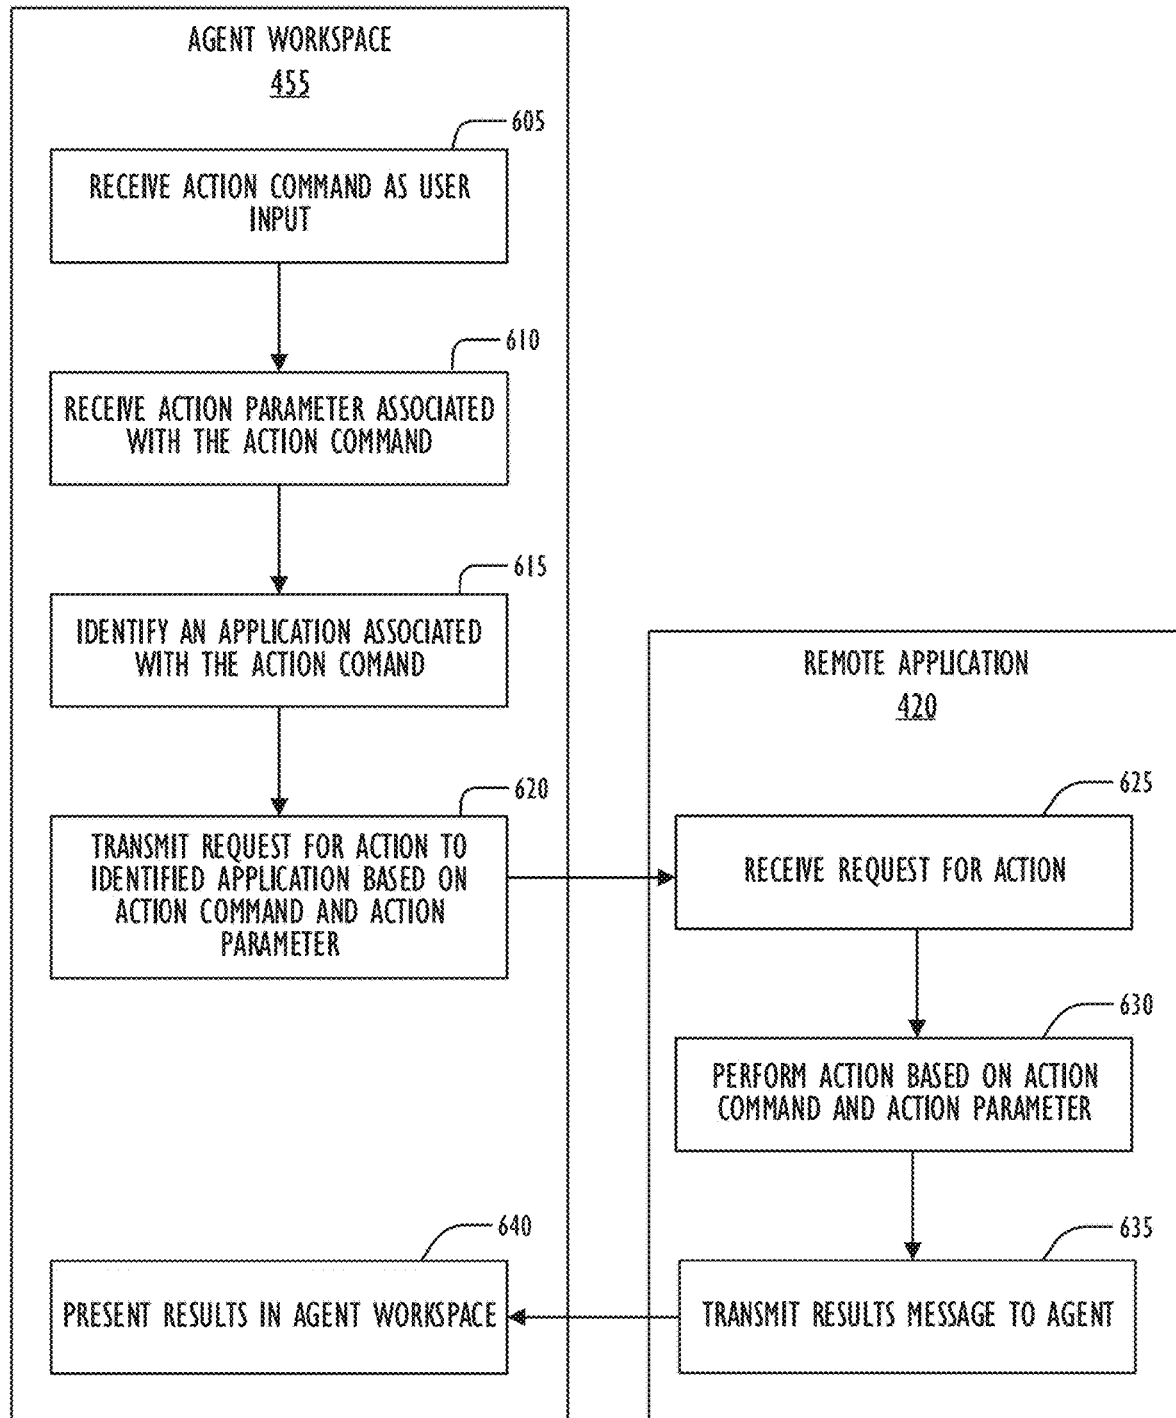 AGENT WORKSPACE
455
605
RECEIVE ACTION COMMAND AS USER
INPUT
610
RECEIVE ACTION PARAMETER ASSOCIATED
WITH THE ACTION COMMAND
615
IDENTIFY AN APPLICATION ASSOCIATED
WITH THE ACTION COMAND
620
TRANSMIT REQUEST FOR ACTION TO
IDENTIFIED APPLICATION BASED ON
ACTION COMMAND AND ACTION
PARAMETER
REMOTE APPLICATION
420
625
RECEIVE REQUEST FOR ACTION
630
PERFORM ACTION BASED ON ACTION
COMMAND AND ACTION PARAMETER
635
TRANSMIT RESULTS MESSAGE TO AGENT
640
PRESENT RESULTS IN AGENT WORKSPACE